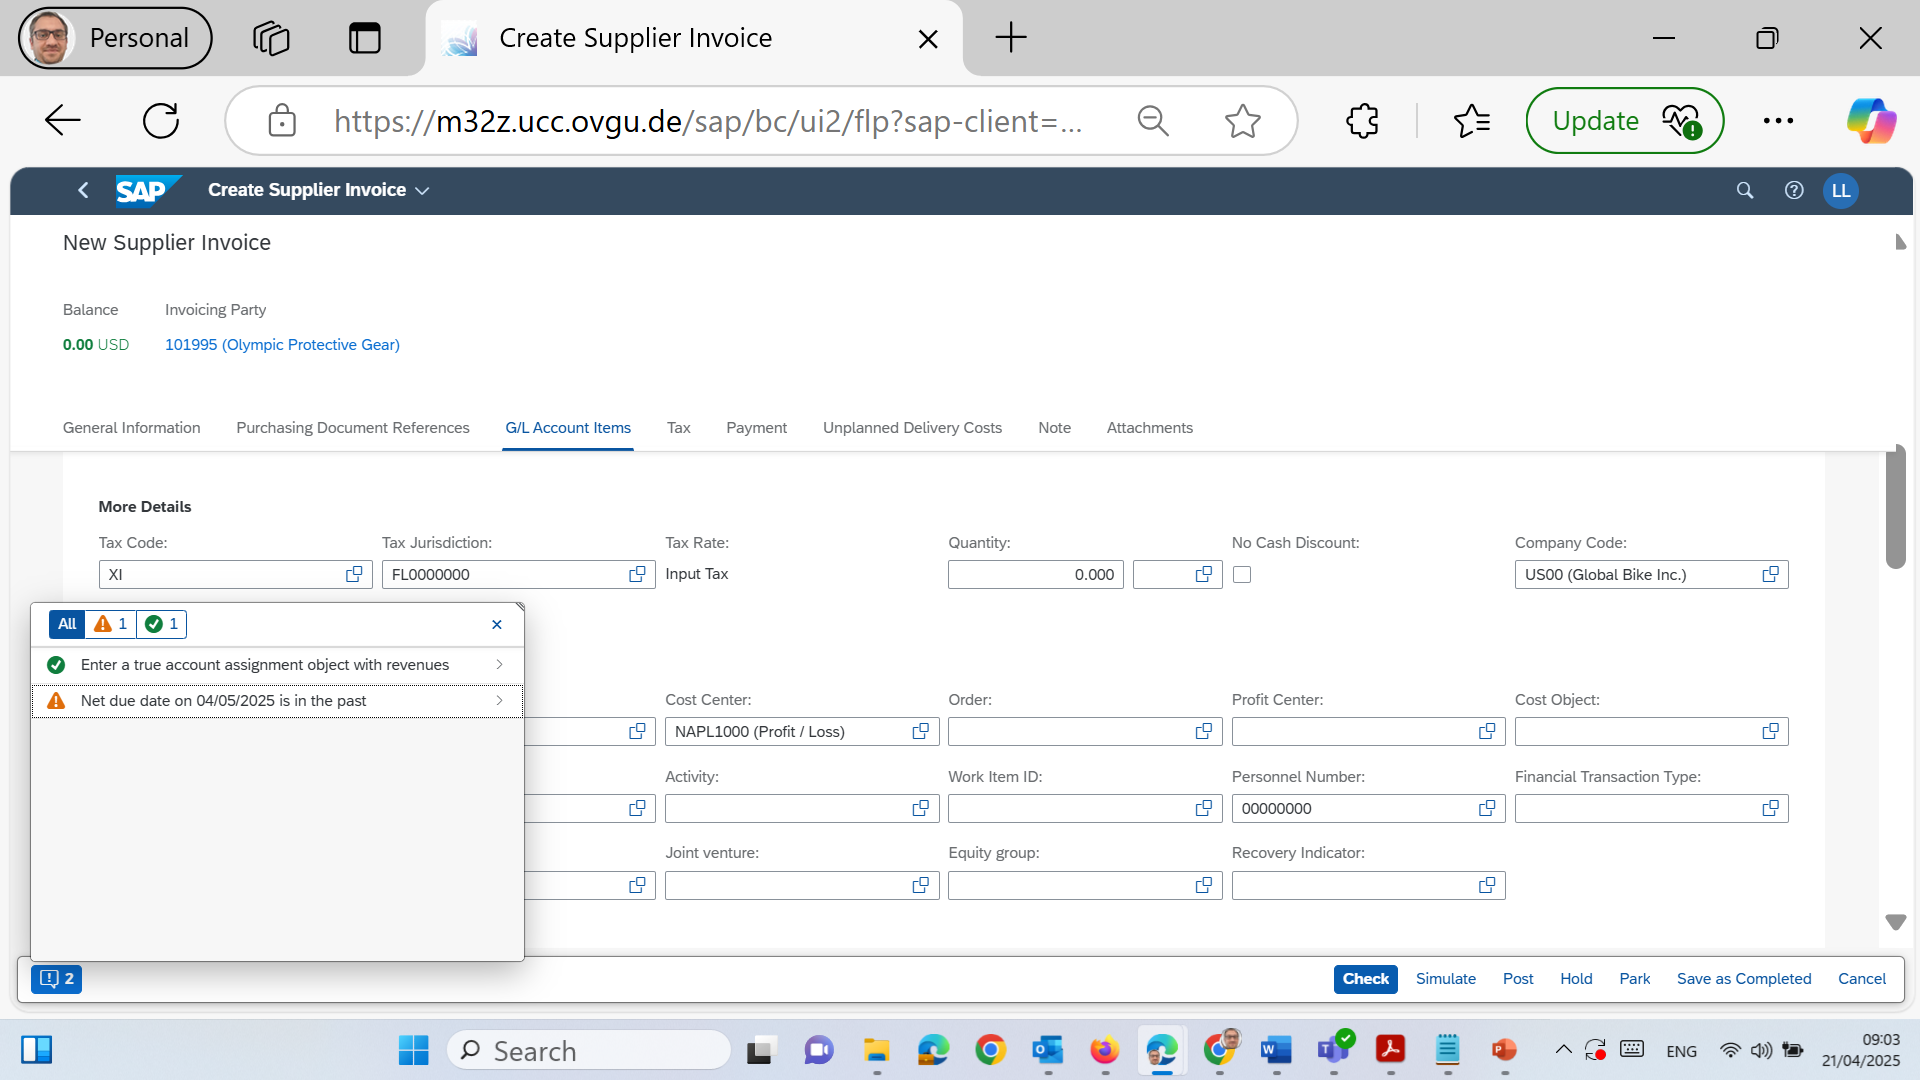 Personal
Create Supplier Invoice
https://m32z.ucc.ovgu.de/sap/bc/ui2/flp?sap-client=...
Update
SAP
Create Supplier Invoice
LL
New Supplier Invoice
Balance
Invoicing Party
0.00 USD
101995 (Olympic Protective Gear)
General Information
Purchasing Document References
G/L Account Items
Tax
Payment
Unplanned Delivery Costs
Note
Attachments
More Details
Tax Code:
Tax Jurisdiction:
Tax Rate:
Quantity:
No Cash Discount:
Company Code:
XI
FL0000000
Input Tax
0.000
US00 (Global Bike Inc.)
All
1
1
Enter a true account assignment object with revenues
Net due date on 04/05/2025 is in the past
Cost Center:
Order:
Profit Center:
Cost Object:
NAPL1000 (Profit / Loss)
Activity:
Work Item ID:
Personnel Number:
Financial Transaction Type:
00000000
Joint venture:
Equity group:
Recovery Indicator:
2
Check
Simulate
Post
Hold
Park
Save as Completed
Cancel
Search
ENG
09:03
21/04/2025